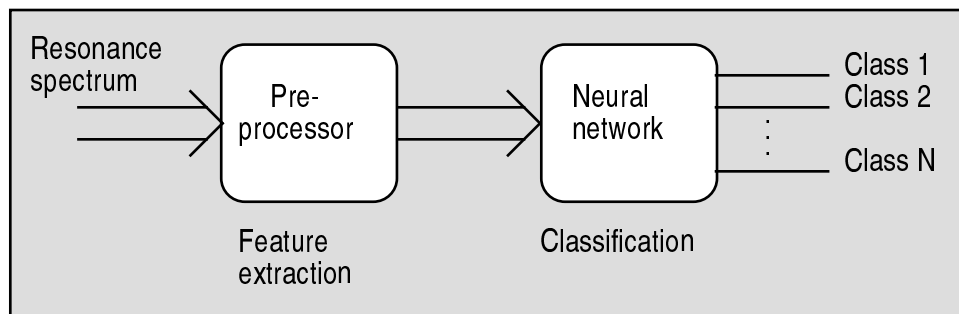 Resonance
spectrum
Pre-
processor
Neural
network
Class 1
Class 2
Class N
Feature
extraction
Classification